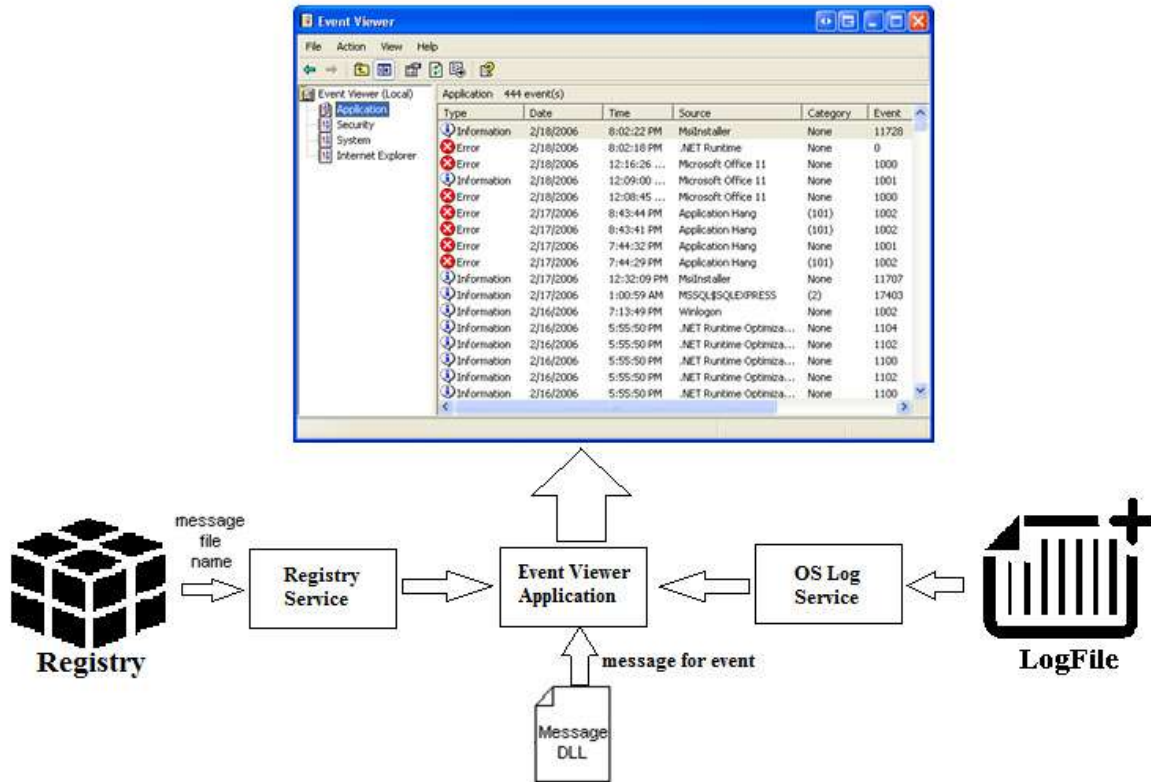 Event Viewer
File Action View Help
Event Viewer (Local)
Application
Security
System
Internet Explorer
Application 444 event(s)
Type Date Time Source Category Event
Information 2/18/2006 8:02:22 PM MsiInstaller None 11728
Error 2/18/2006 8:02:18 PM .NET Runtime None 0
Error 2/18/2006 12:16:26 ... Microsoft Office 11 None 1000
Information 2/18/2006 12:09:00 ... Microsoft Office 11 None 1001
Error 2/18/2006 12:08:45 ... Microsoft Office 11 None 1000
Error 2/17/2006 8:43:44 PM Application Hang (101) 1002
Error 2/17/2006 8:43:41 PM Application Hang (101) 1002
Error 2/17/2006 7:44:32 PM Application Hang None 1001
Error 2/17/2006 7:44:29 PM Application Hang (101) 1002
Information 2/17/2006 12:32:09 PM MsiInstaller None 11707
Information 2/17/2006 1:00:59 AM MSSQL$SQLEXPRESS (2) 17403
Information 2/16/2006 7:13:49 PM Winlogon None 1002
Information 2/16/2006 5:55:50 PM .NET Runtime Optimiza... None 1104
Information 2/16/2006 5:55:50 PM .NET Runtime Optimiza... None 1102
Information 2/16/2006 5:55:50 PM .NET Runtime Optimiza... None 1100
Information 2/16/2006 5:55:50 PM .NET Runtime Optimiza... None 1102
Information 2/16/2006 5:55:50 PM .NET Runtime Optimiza... None 1100
message
file
name
Registry
Service
Event Viewer
Application
OS Log
Service
Registry
message for event
LogFile
Message
DLL